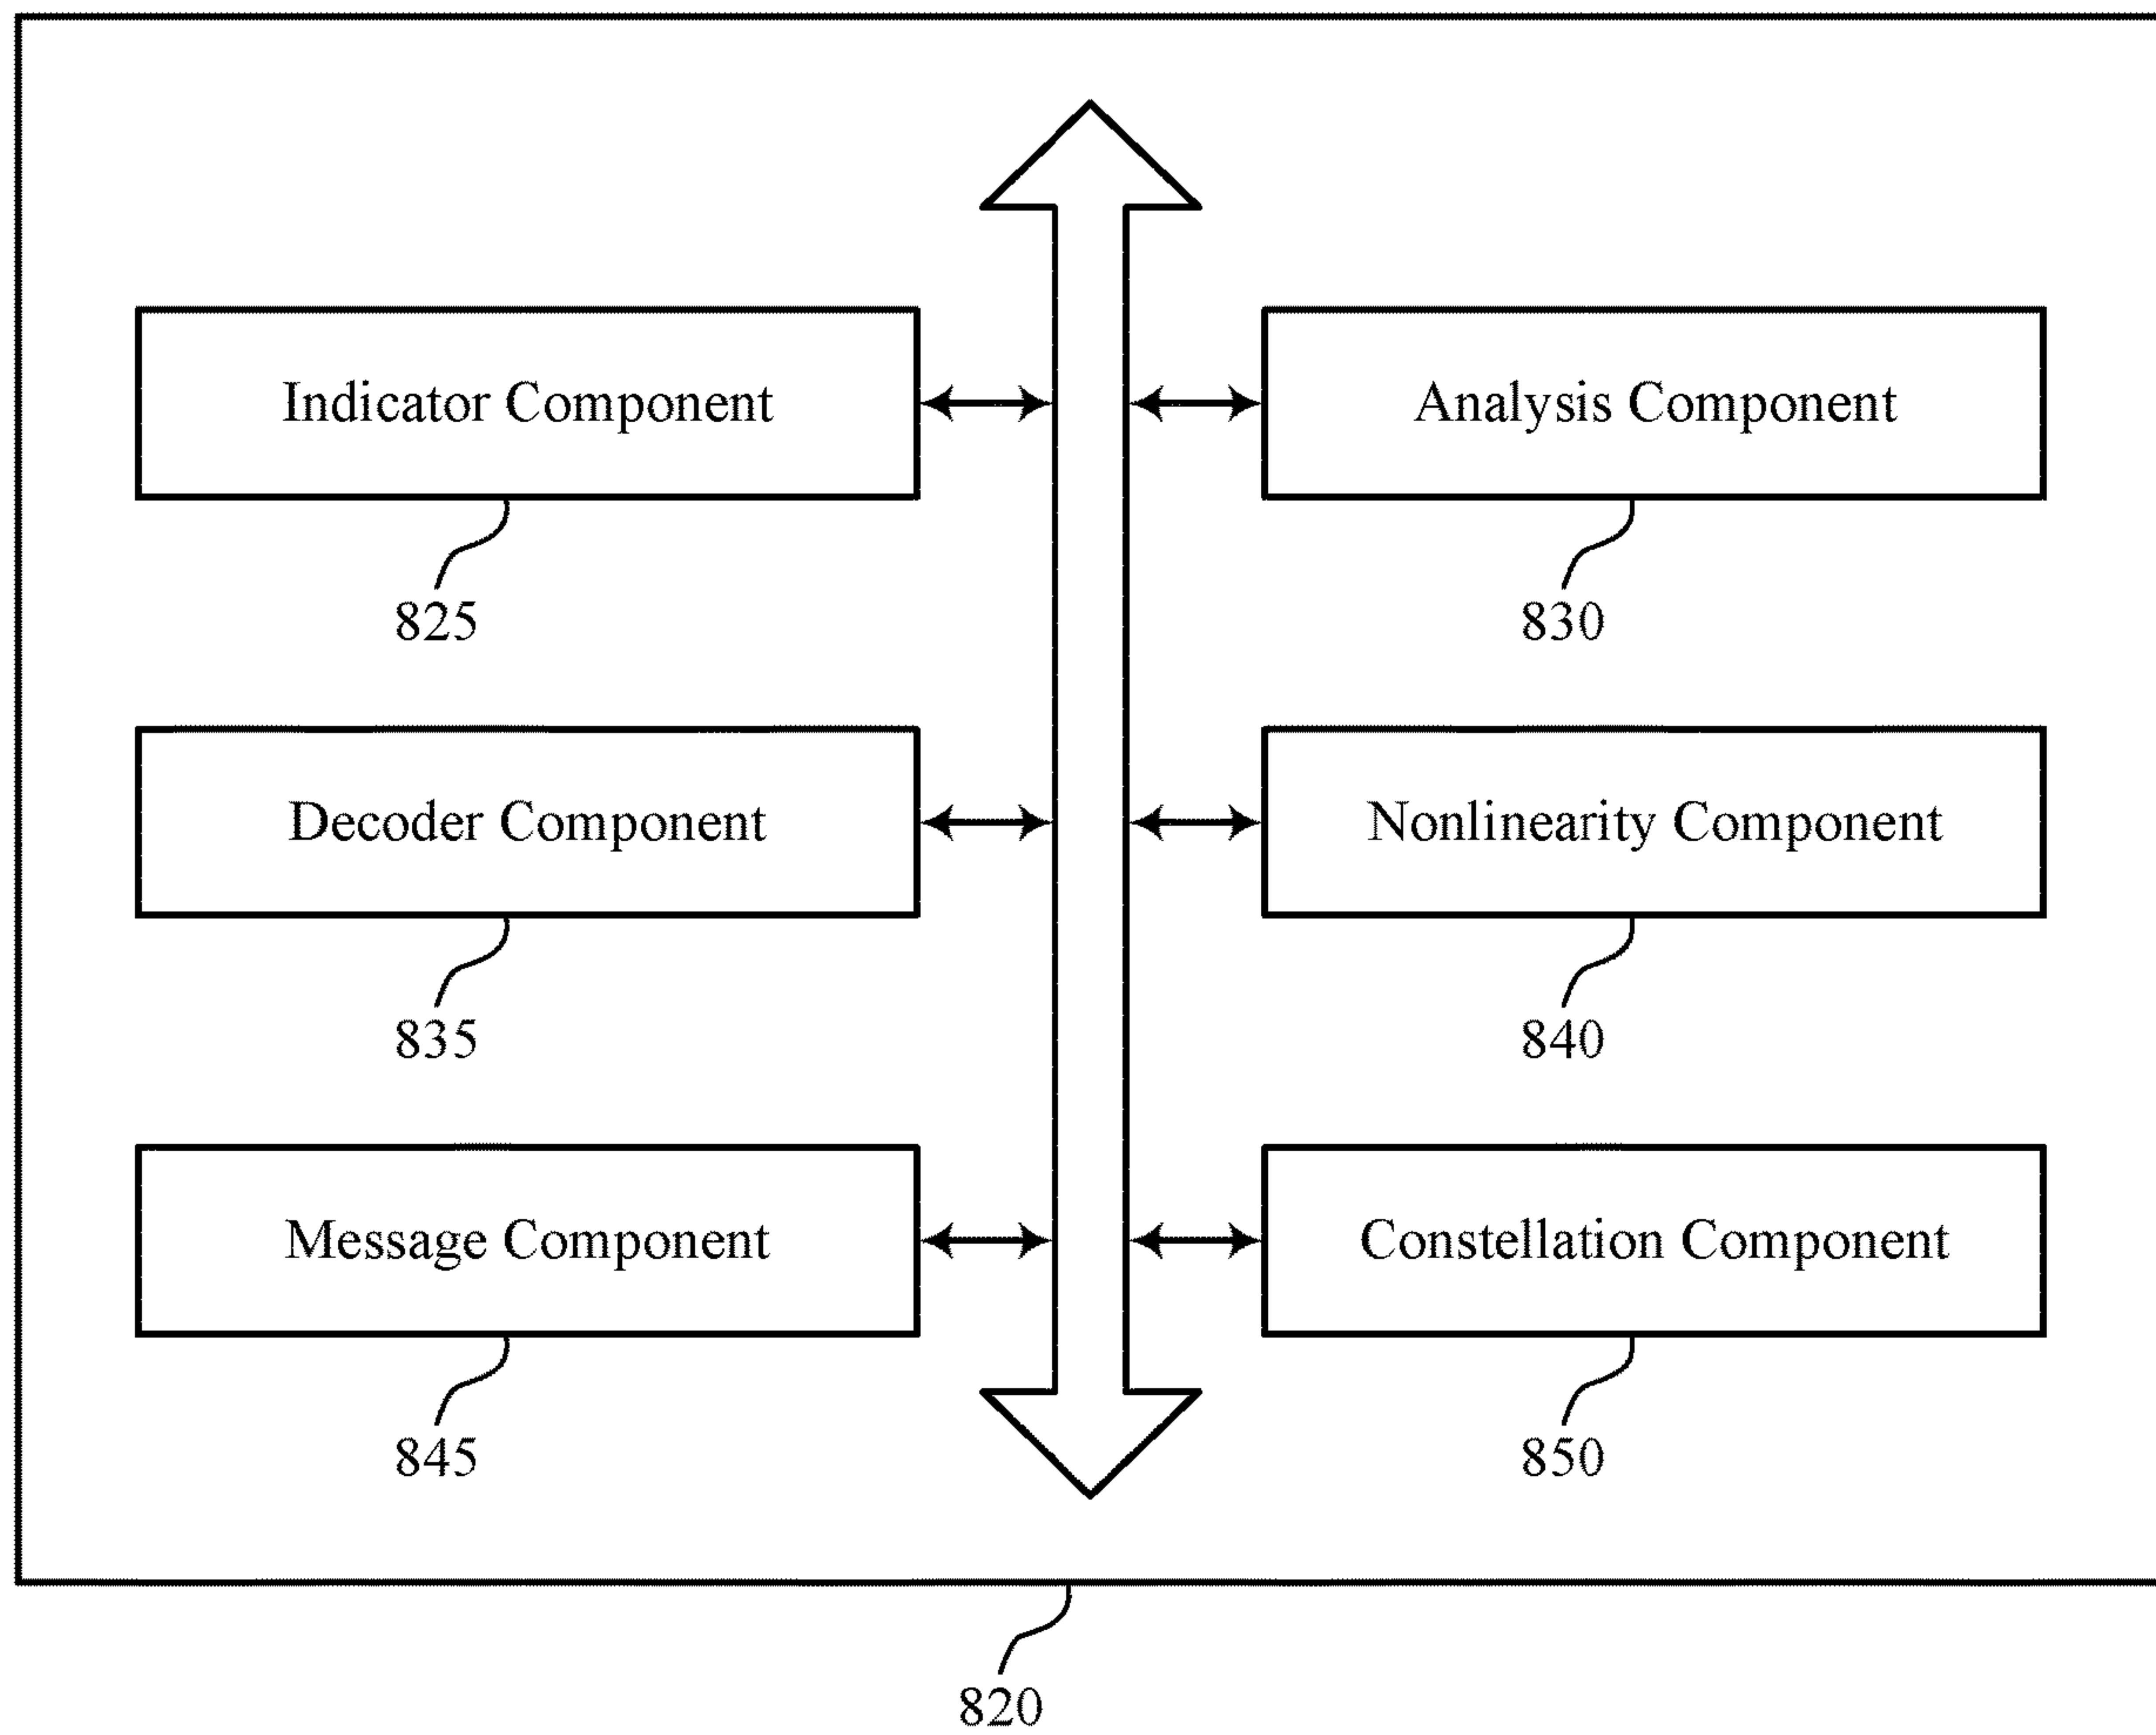 Indicator Component
Analysis Component
825
830
Decoder Component
Nonlinearity Component
835
840
Message Component
Constellation Component
845
850
820